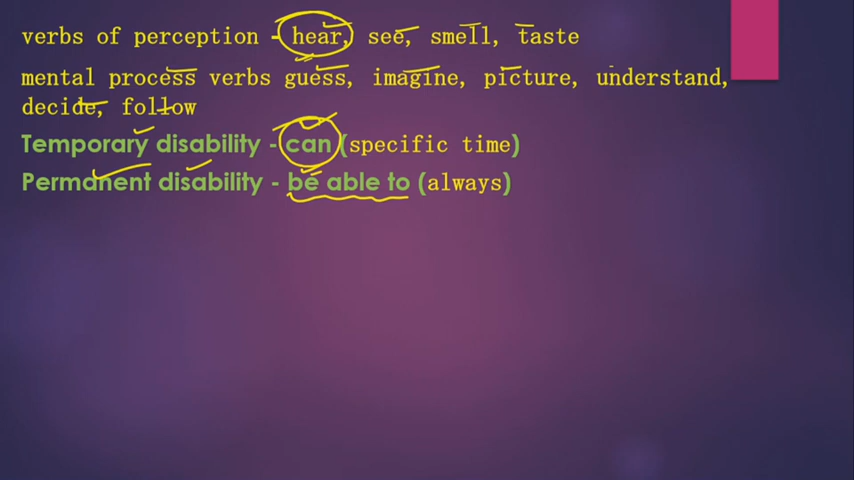 verbs of perception - hear, see, smell, taste
mental process verbs guess, imagine, picture, understand,
decide, follow
Temporary disability - can (specific time)
Permanent disability - be able to (always)